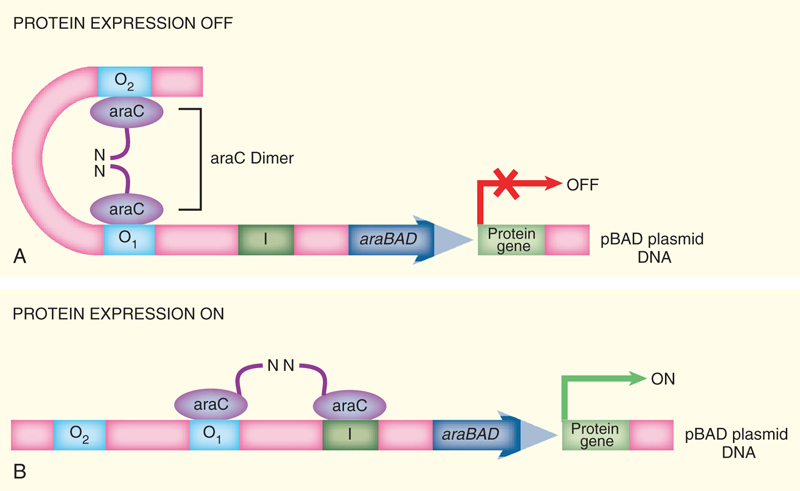 PROTEIN EXPRESSION OFF
O2
araC
N
N
araC Dimer
araC
OFF
O1
I
araBAD
Protein
gene
pBAD plasmid
DNA
A
PROTEIN EXPRESSION ON
N N
araC
araC
ON
O2
O1
I
araBAD
Protein
gene
pBAD plasmid
DNA
B